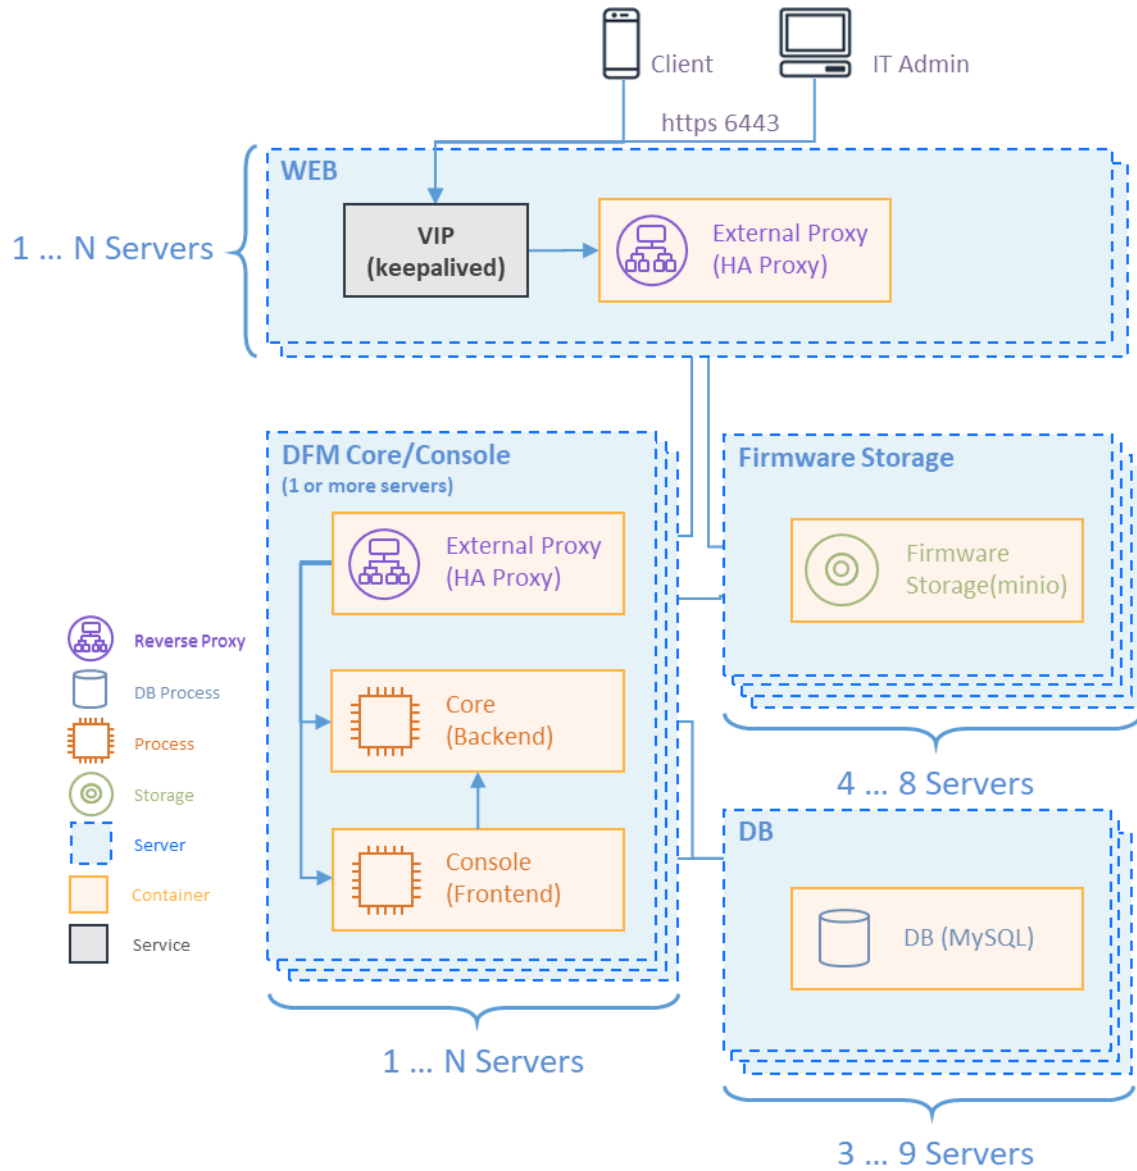 Client
IT Admin
https 6443
WEB
1 ... N Servers
VIP
(keepalived)
External Proxy
(HA Proxy)
DFM Core/Console
(1 or more servers)
External Proxy
(HA Proxy)
Core
(Backend)
Console
(Frontend)
1 ... N Servers
Firmware Storage
Firmware
Storage(minio)
4 ... 8 Servers
DB
DB (MySQL)
3 ... 9 Servers
Reverse Proxy
DB Process
Process
Storage
Server
Container
Service